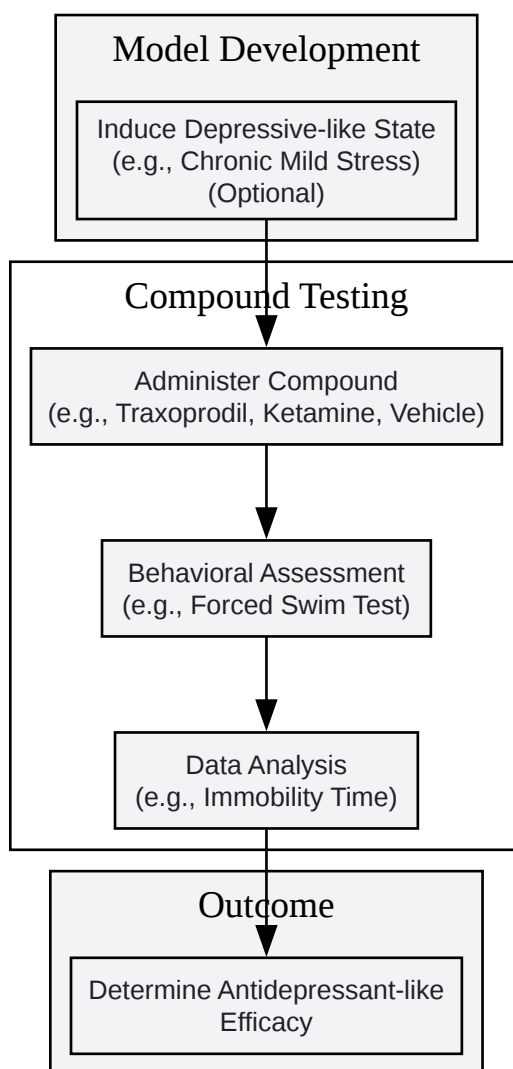 Model Development
Induce Depressive-like State
(e.g., Chronic Mild Stress)
(Optional)
Compound Testing
Administer Compound
(e.g., Traxoprodil, Ketamine, Vehicle)
Behavioral Assessment
(e.g., Forced Swim Test)
Data Analysis
(e.g., Immobility Time)
Outcome
Determine Antidepressant-like
Efficacy